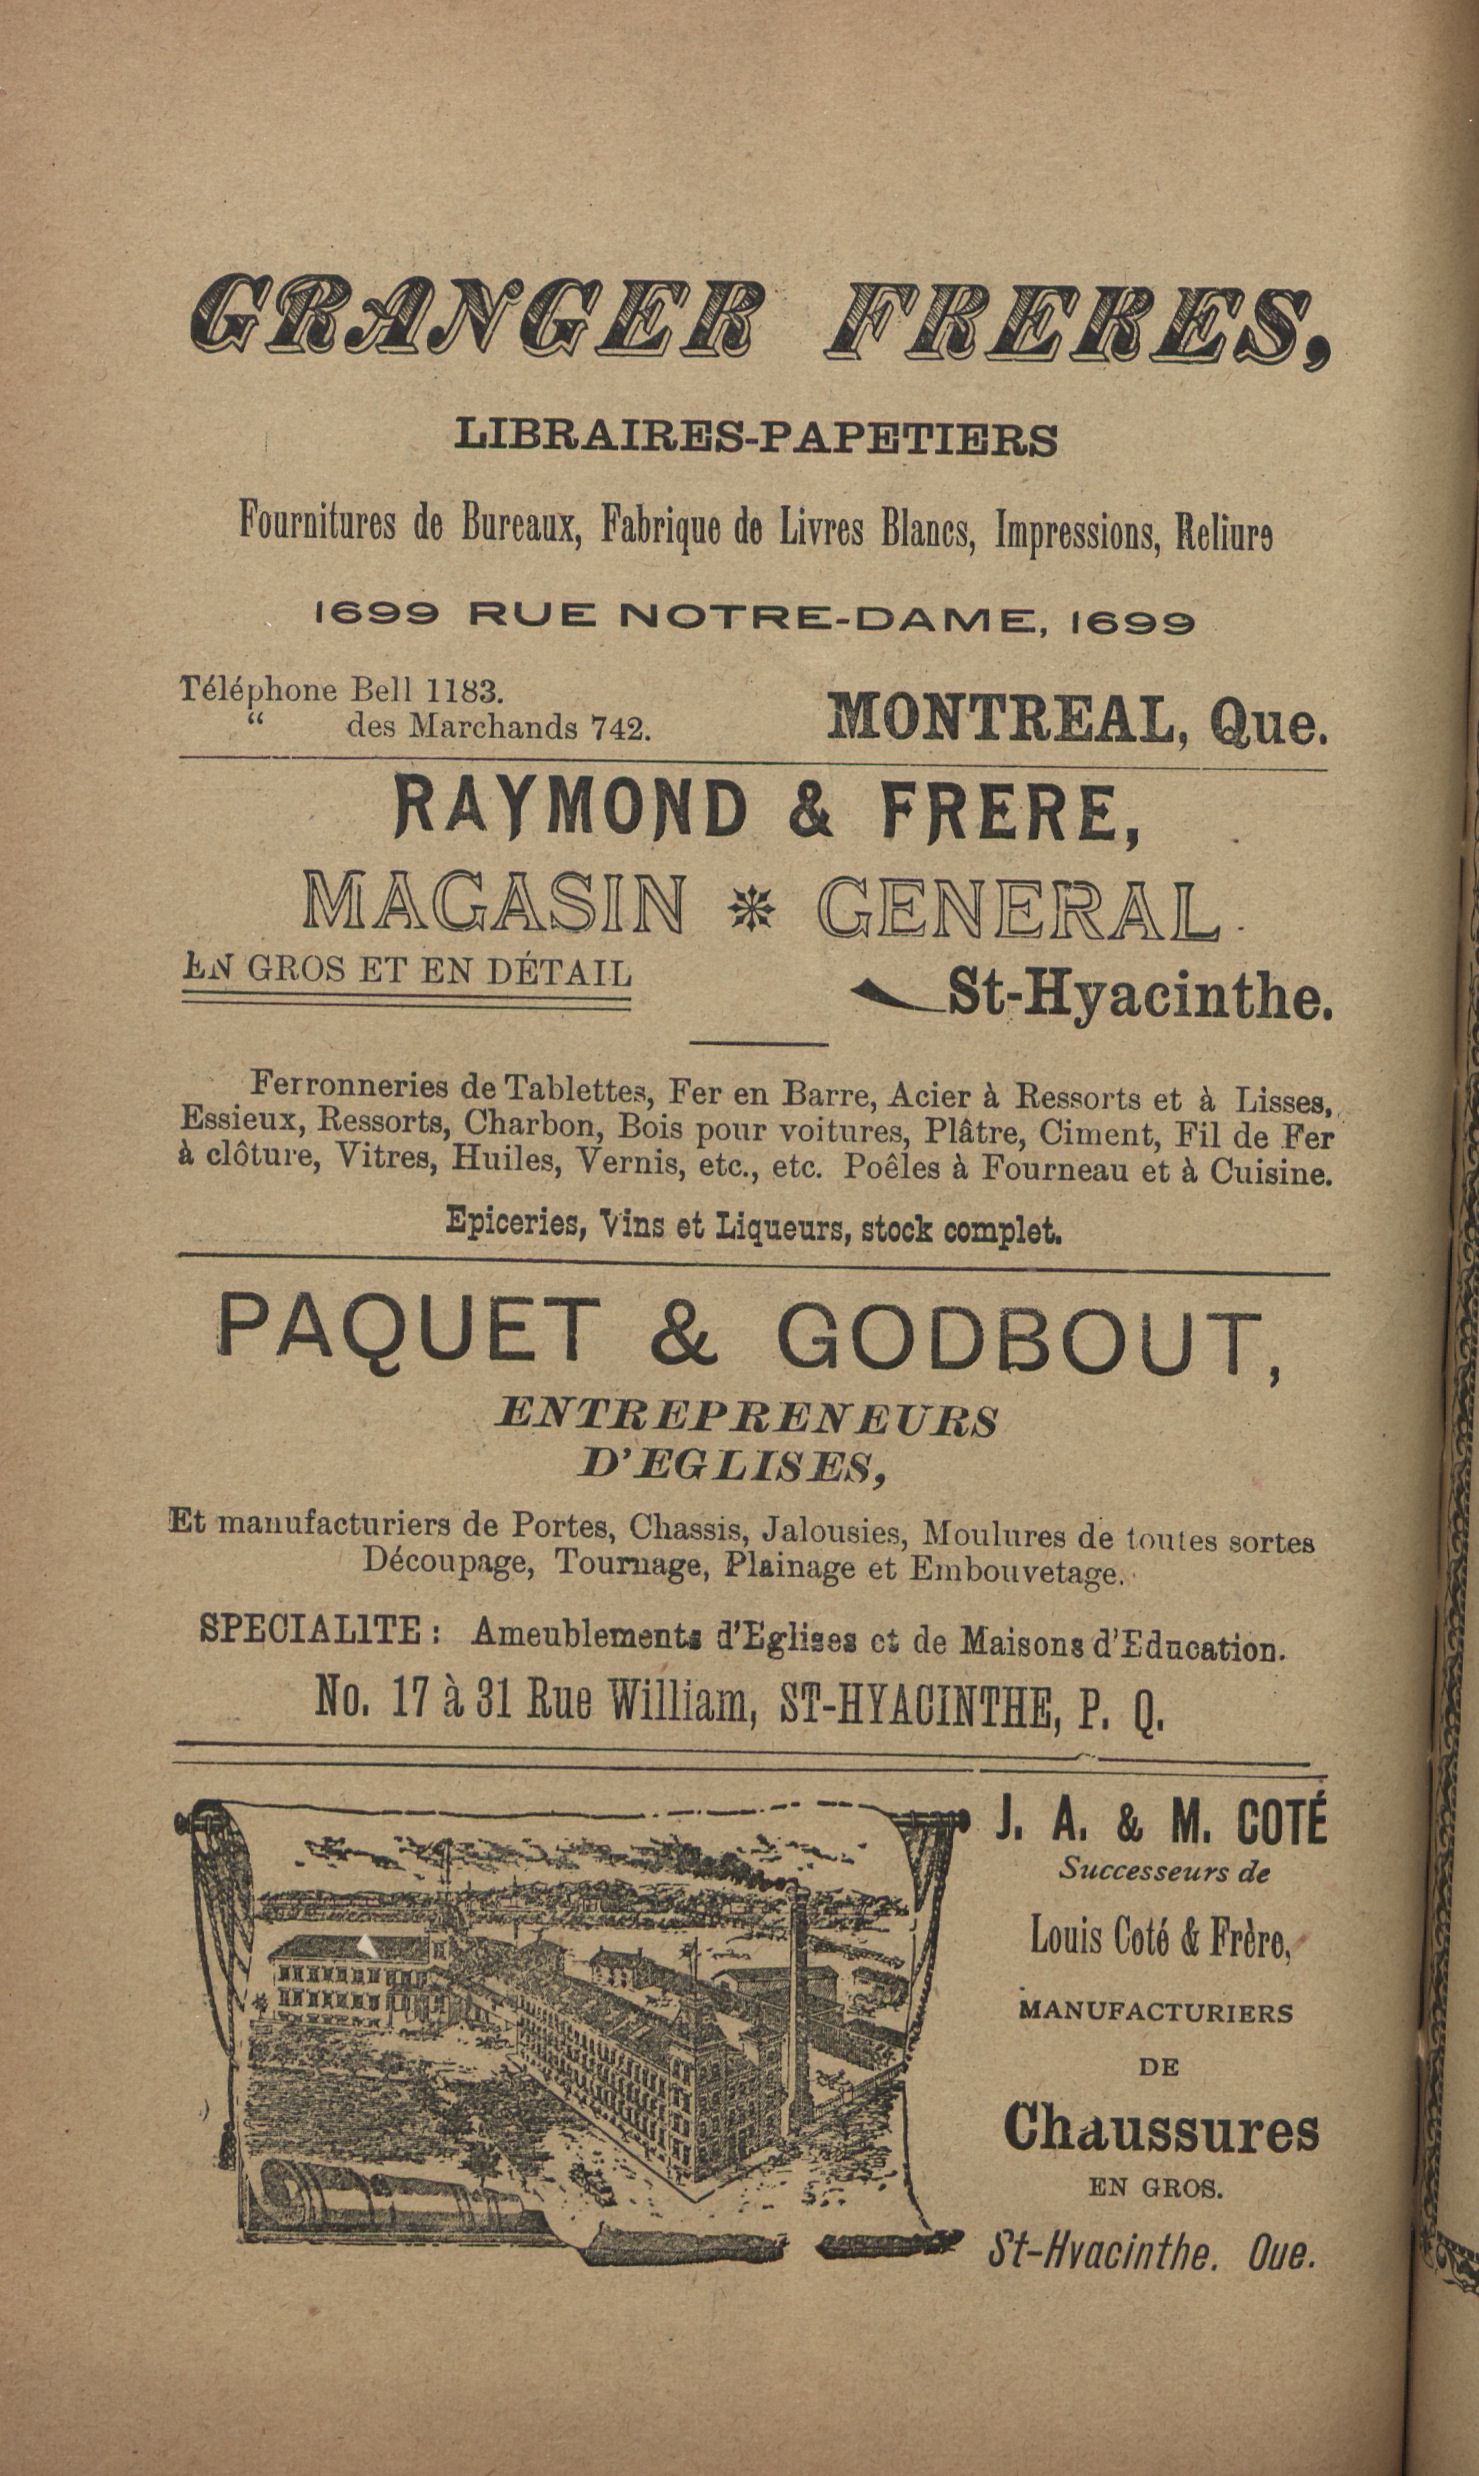 GRANGER FRERES,
LIBRAIRES-PAPETIERS
Fournitures de Bureaux, Fabrique de Livres Blancs, Impressions, Reliure
1699 RUE NOTRE-DAME, 1699
Téléphone Bell 1183.
“ des Marchands 742.
MONTREAL, Que.
RAYMOND & FRERE,
MAGASIN * GENERAL
EN GROS ET EN DÉTAIL
St-Hyacinthe.
Ferronneries de Tablettes, Fer en Barre, Acier à Ressorts et à Lisses,
Essieux, Ressorts, Charbon, Bois pour voitures, Plâtre, Ciment, Fil de Fer
à clôture, Vitres, Huiles, Vernis, etc., etc. Poêles à Fourneau et à Cuisine.
Epiceries, Vins et Liqueurs, stock complet.
PAQUET & GODBOUT,
ENTREPRENEURS
D'EGLISES,
Et manufacturiers de Portes, Chassis, Jalousies, Moulures de toutes sortes
Découpage, Tournage, Plainage et Embouvetage.
SPECIALITE: Ameublements d'Eglises et de Maisons d'Education.
No. 17 à 31 Rue William, ST-HYACINTHE, P. Q.
J. A. & M. COTÉ
Successeurs de
Louis Coté & Frère,
MANUFACTURIERS
DE
Chaussures
EN GROS.
St-Hyacinthe. Que.